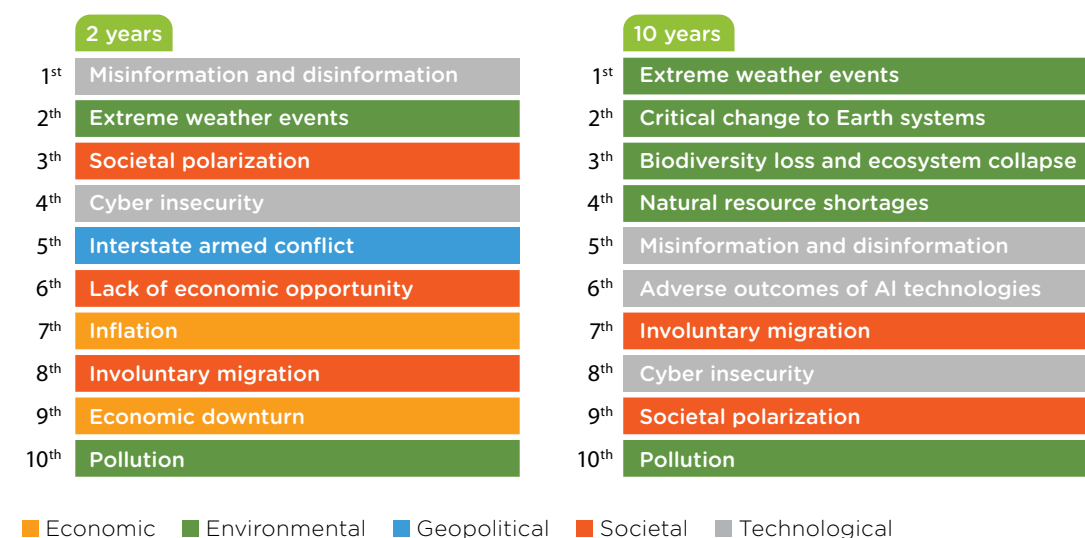 2 years
1st Misinformation and disinformation
2th Extreme weather events
3th Societal polarization
4th Cyber insecurity
5th Interstate armed conflict
6th Lack of economic opportunity
7th Inflation
8th Involuntary migration
9th Economic downturn
10th Pollution
10 years
1st Extreme weather events
2th Critical change to Earth systems
3th Biodiversity loss and ecosystem collapse
4th Natural resource shortages
5th Misinformation and disinformation
6th Adverse outcomes of AI technologies
7th Involuntary migration
8th Cyber insecurity
9th Societal polarization
10th Pollution
Economic Environmental Geopolitical Societal Technological